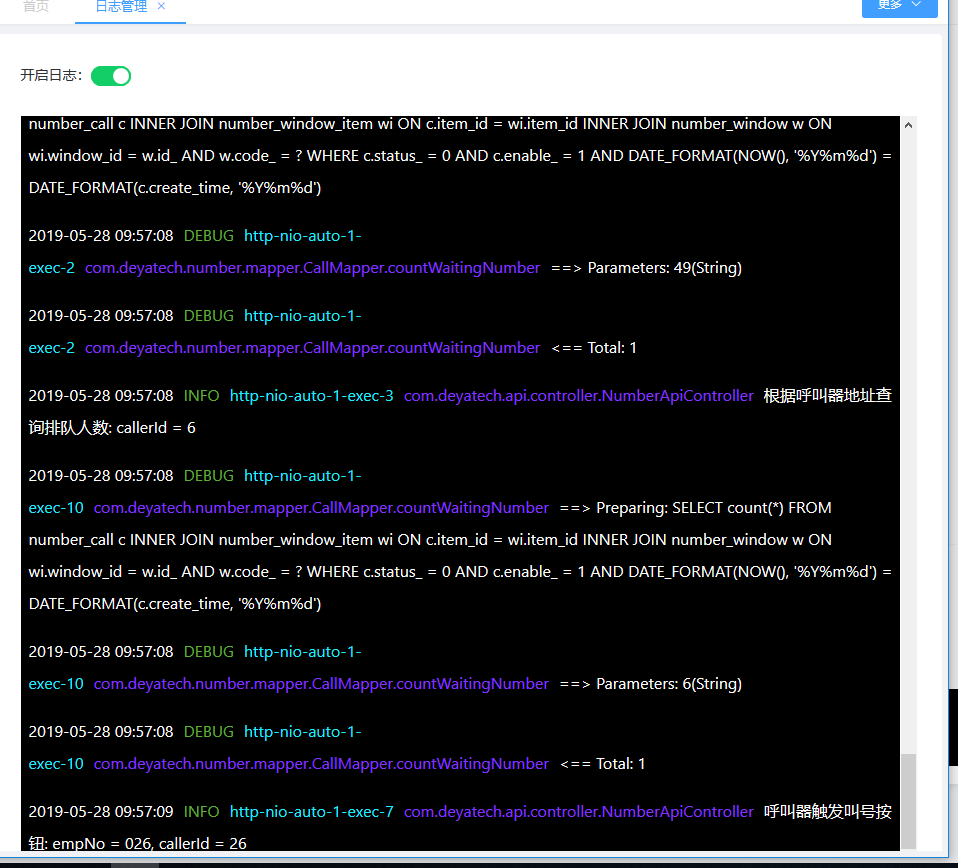 首页
日志管理 ×
更多
开启日志：
number_call c INNER JOIN number_window_item wi ON c.item_id = wi.item_id INNER JOIN number_window w ON
wi.window_id = w.id_ AND w.code_ = ? WHERE c.status_ = 0 AND c.enable_ = 1 AND DATE_FORMAT(NOW(), '%Y%m%d') =
DATE_FORMAT(c.create_time, '%Y%m%d')
2019-05-28 09:57:08 DEBUG http-nio-auto-1-
exec-2 com.deyatech.number.mapper.CallMapper.countWaitingNumber ==> Parameters: 49(String)
2019-05-28 09:57:08 DEBUG http-nio-auto-1-
exec-2 com.deyatech.number.mapper.CallMapper.countWaitingNumber <== Total: 1
2019-05-28 09:57:08 INFO http-nio-auto-1-exec-3 com.deyatech.api.controller.NumberApiController 根据呼叫器地址查
询排队人数: callerId = 6
2019-05-28 09:57:08 DEBUG http-nio-auto-1-
exec-10 com.deyatech.number.mapper.CallMapper.countWaitingNumber ==> Preparing: SELECT count(*) FROM
number_call c INNER JOIN number_window_item wi ON c.item_id = wi.item_id INNER JOIN number_window w ON
wi.window_id = w.id_ AND w.code_ = ? WHERE c.status_ = 0 AND c.enable_ = 1 AND DATE_FORMAT(NOW(), '%Y%m%d') =
DATE_FORMAT(c.create_time, '%Y%m%d')
2019-05-28 09:57:08 DEBUG http-nio-auto-1-
exec-10 com.deyatech.number.mapper.CallMapper.countWaitingNumber ==> Parameters: 6(String)
2019-05-28 09:57:08 DEBUG http-nio-auto-1-
exec-10 com.deyatech.number.mapper.CallMapper.countWaitingNumber <== Total: 1
2019-05-28 09:57:09 INFO http-nio-auto-1-exec-7 com.deyatech.api.controller.NumberApiController 呼叫器触发叫号按
钮: empNo = 026, callerId = 26